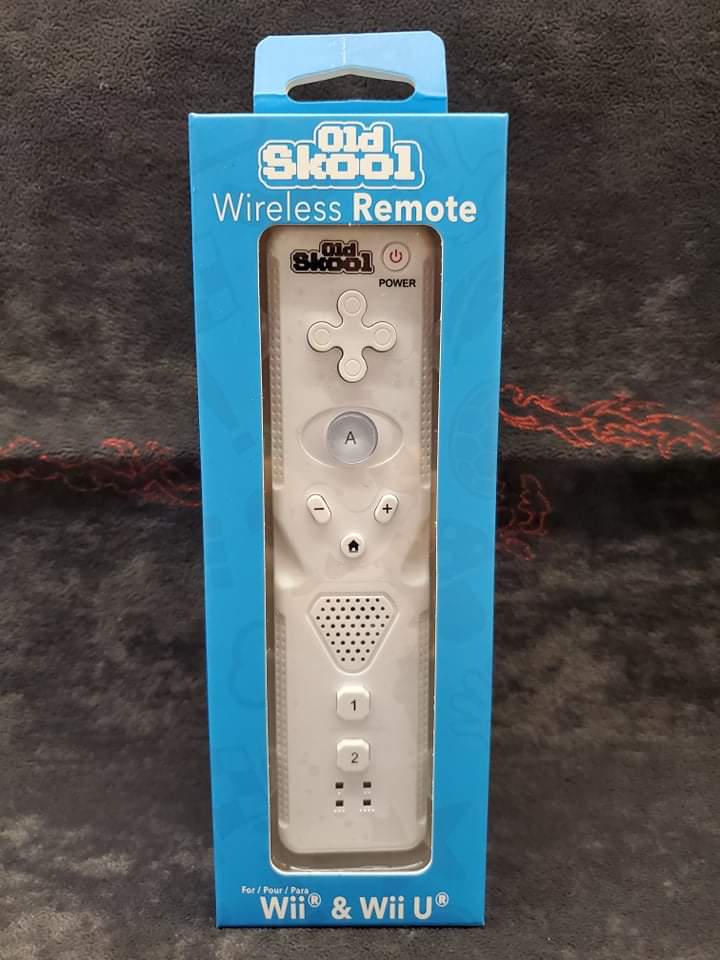 Old
Skool
Wireless Remote
Old
Skool
POWER
A
- +
1
2
For / Pour / Para
Wii® & Wii U®